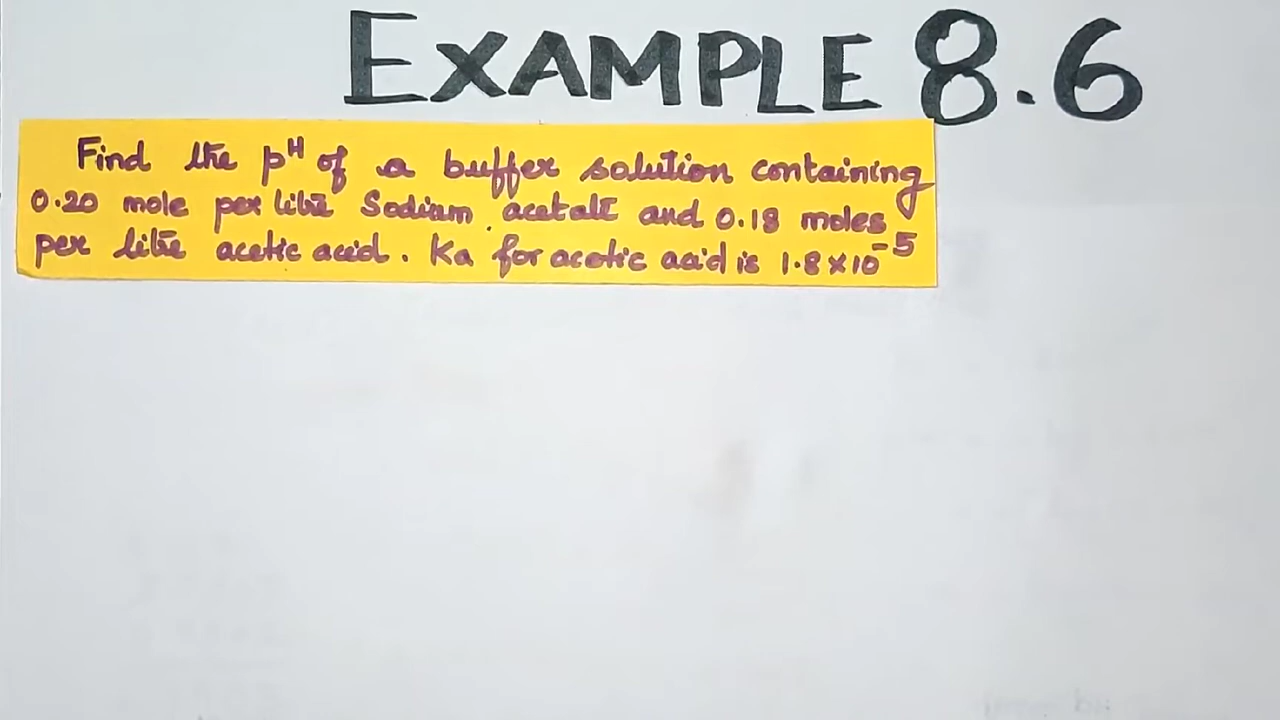 EXAMPLE 8.6
Find the pH of a buffer solution containing
0.20 mole per litre Sodium acetate and 0.18 moles
per litre acetic acid. Ka for acetic acid is 1.8×10⁻⁵